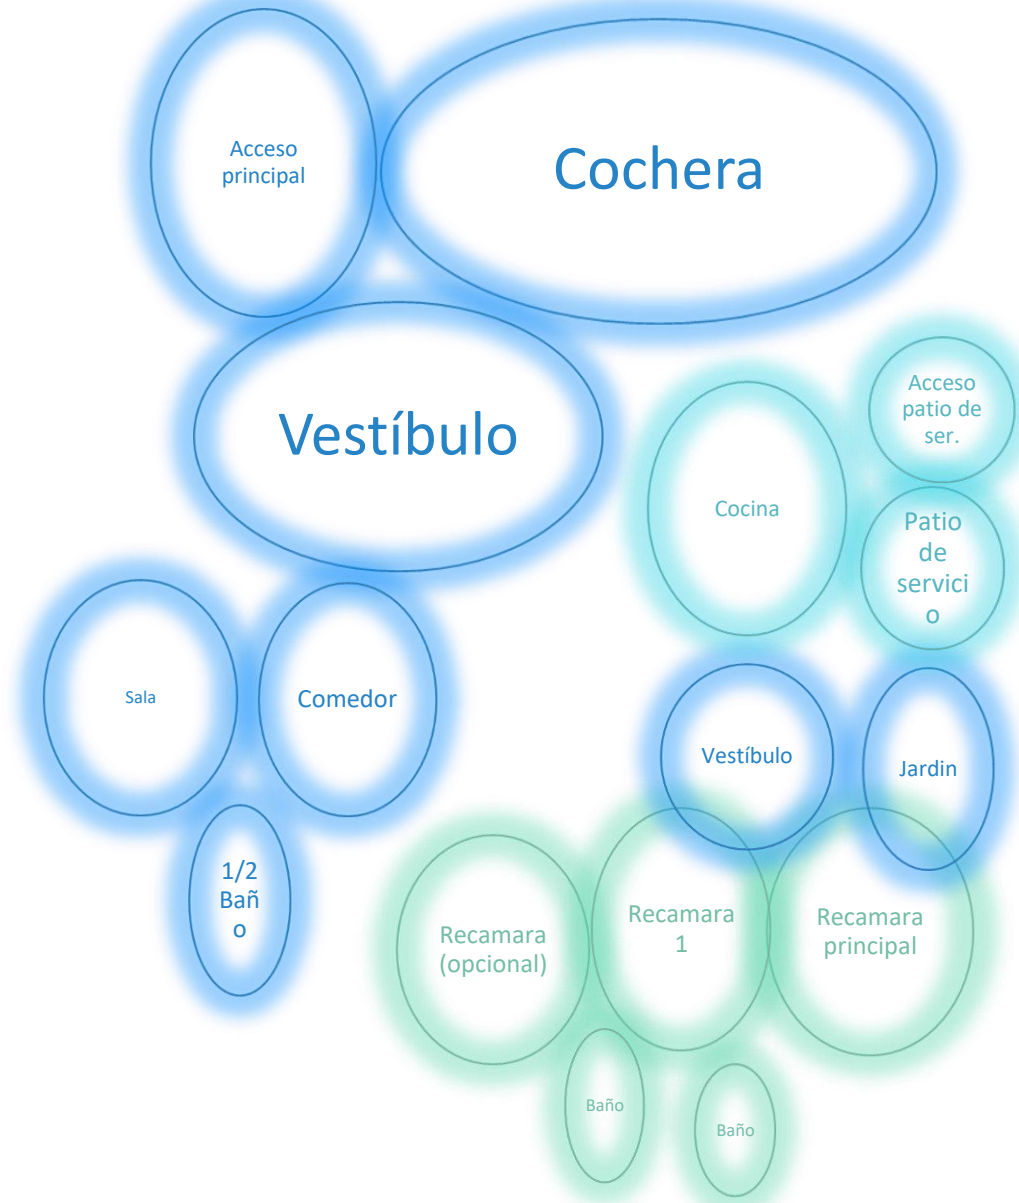 Acceso
principal
Cochera
Vestíbulo
Acceso
patio de
ser.
Cocina
Patio
de
servici
o
Sala
Comedor
Vestíbulo
Jardin
1/2
Bañ
o
Recamara
(opcional)
Recamara
1
Recamara
principal
Baño
Baño